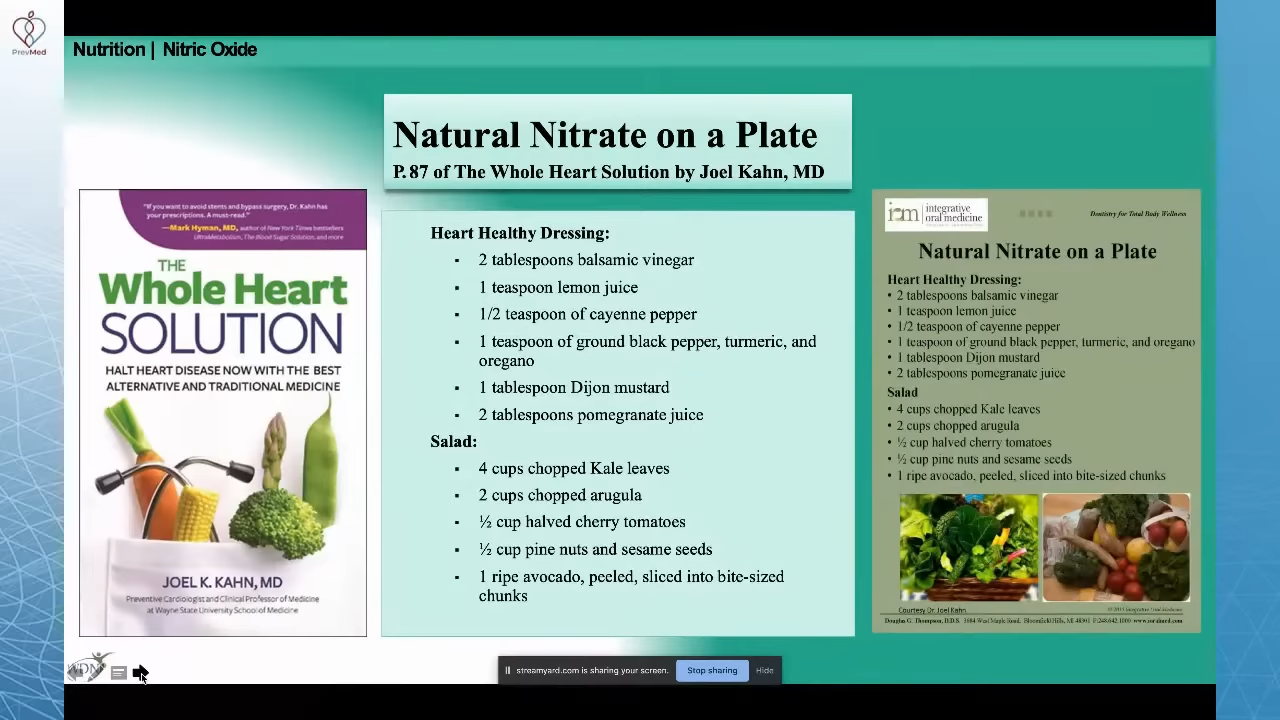 PrevMed
Nutrition | Nitric Oxide
Natural Nitrate on a Plate
P. 87 of The Whole Heart Solution by Joel Kahn, MD
"If you want to avoid stents and bypass surgery, Dr. Kahn has
your prescriptions. A must-read."
—Mark Hyman, MD, author of New York Times bestsellers
UltraMetabolism, The Blood Sugar Solution, and more
THE
Whole Heart
SOLUTION
HALT HEART DISEASE NOW WITH THE BEST
ALTERNATIVE AND TRADITIONAL MEDICINE
JOEL K. KAHN, MD
Preventive Cardiologist and Clinical Professor of Medicine
at Wayne State University School of Medicine
Heart Healthy Dressing:
▪ 2 tablespoons balsamic vinegar
▪ 1 teaspoon lemon juice
▪ 1/2 teaspoon of cayenne pepper
▪ 1 teaspoon of ground black pepper, turmeric, and
oregano
▪ 1 tablespoon Dijon mustard
▪ 2 tablespoons pomegranate juice
Salad:
▪ 4 cups chopped Kale leaves
▪ 2 cups chopped arugula
▪ ½ cup halved cherry tomatoes
▪ ½ cup pine nuts and sesame seeds
▪ 1 ripe avocado, peeled, sliced into bite-sized
chunks
iom integrative
oral medicine
Dentistry for Total Body Wellness
Natural Nitrate on a Plate
Heart Healthy Dressing:
• 2 tablespoons balsamic vinegar
• 1 teaspoon lemon juice
• 1/2 teaspoon of cayenne pepper
• 1 teaspoon of ground black pepper, turmeric, and oregano
• 1 tablespoon Dijon mustard
• 2 tablespoons pomegranate juice
Salad
• 4 cups chopped Kale leaves
• 2 cups chopped arugula
• ½ cup halved cherry tomatoes
• ½ cup pine nuts and sesame seeds
• 1 ripe avocado, peeled, sliced into bite-sized chunks
Courtesy Dr. Joel Kahn
Integrative Oral Medicine
Douglas G. Thompson, D.D.S. West Maple Road, Bloomfield Hills, MI
streamyard.com is sharing your screen. Stop sharing Hide